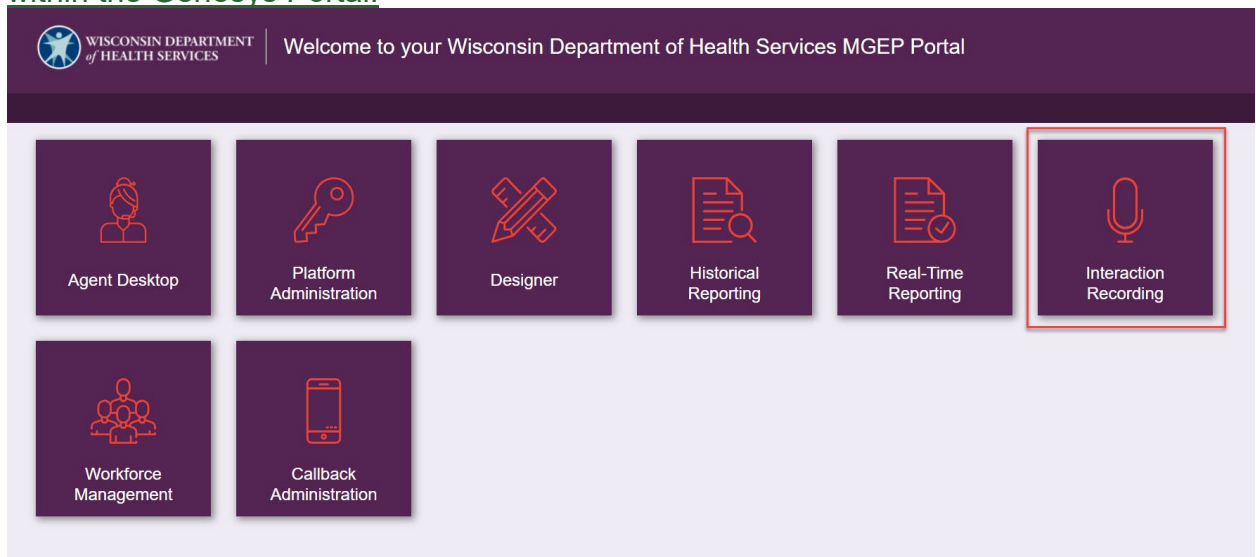 within the Genesys Portal.
WISCONSIN DEPARTMENT
of HEALTH SERVICES
Welcome to your Wisconsin Department of Health Services MGEP Portal
Agent Desktop
Platform
Administration
Designer
Historical
Reporting
Real-Time
Reporting
Interaction
Recording
Workforce
Management
Callback
Administration